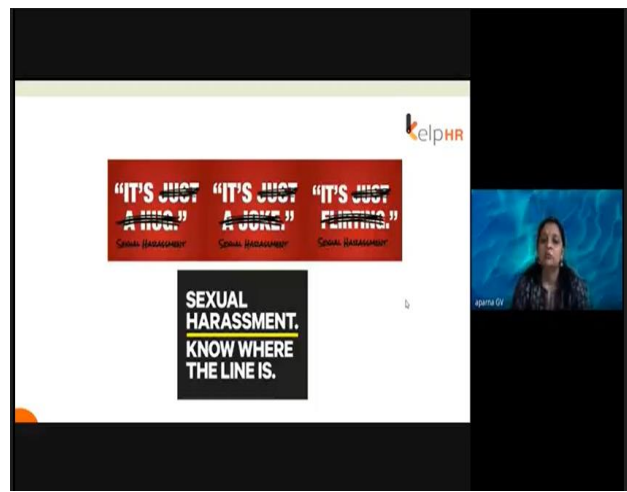 KelpHR
"IT'S JUST
A HUG."
SEXUAL HARASSMENT
"IT'S JUST
A JOKE."
SEXUAL HARASSMENT
"IT'S JUST
FLIRTING."
SEXUAL HARASSMENT
SEXUAL
HARASSMENT.
KNOW WHERE
THE LINE IS.
aparna GV